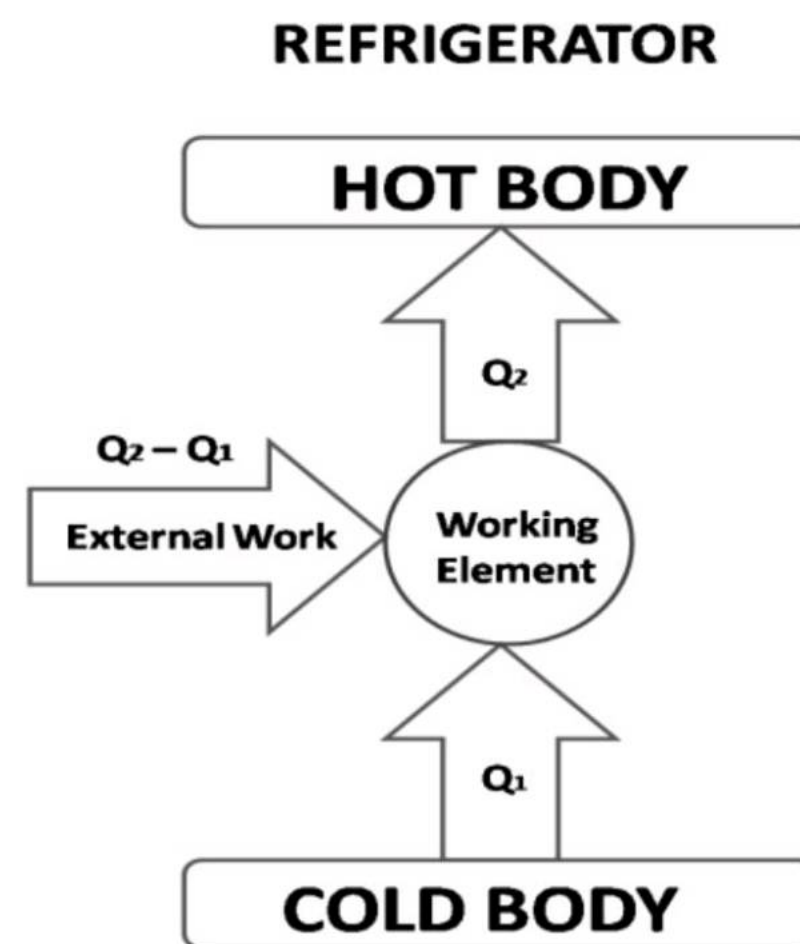 REFRIGERATOR
HOT BODY
Q₂
Q₂ – Q₁
External Work
Working
Element
Q₁
COLD BODY